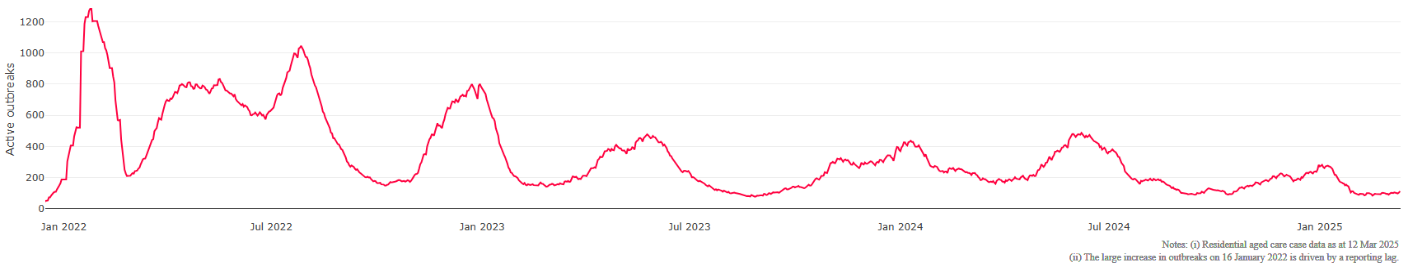 1200
1000
800
600
400
200
0
Active outbreaks
Jan 2022
Jul 2022
Jan 2023
Jul 2023
Jan 2024
Jul 2024
Jan 2025
Notes: (i) Residential aged care case data as at 12 Mar 2025
(ii) The large increase in outbreaks on 16 January 2022 is driven by a reporting lag.